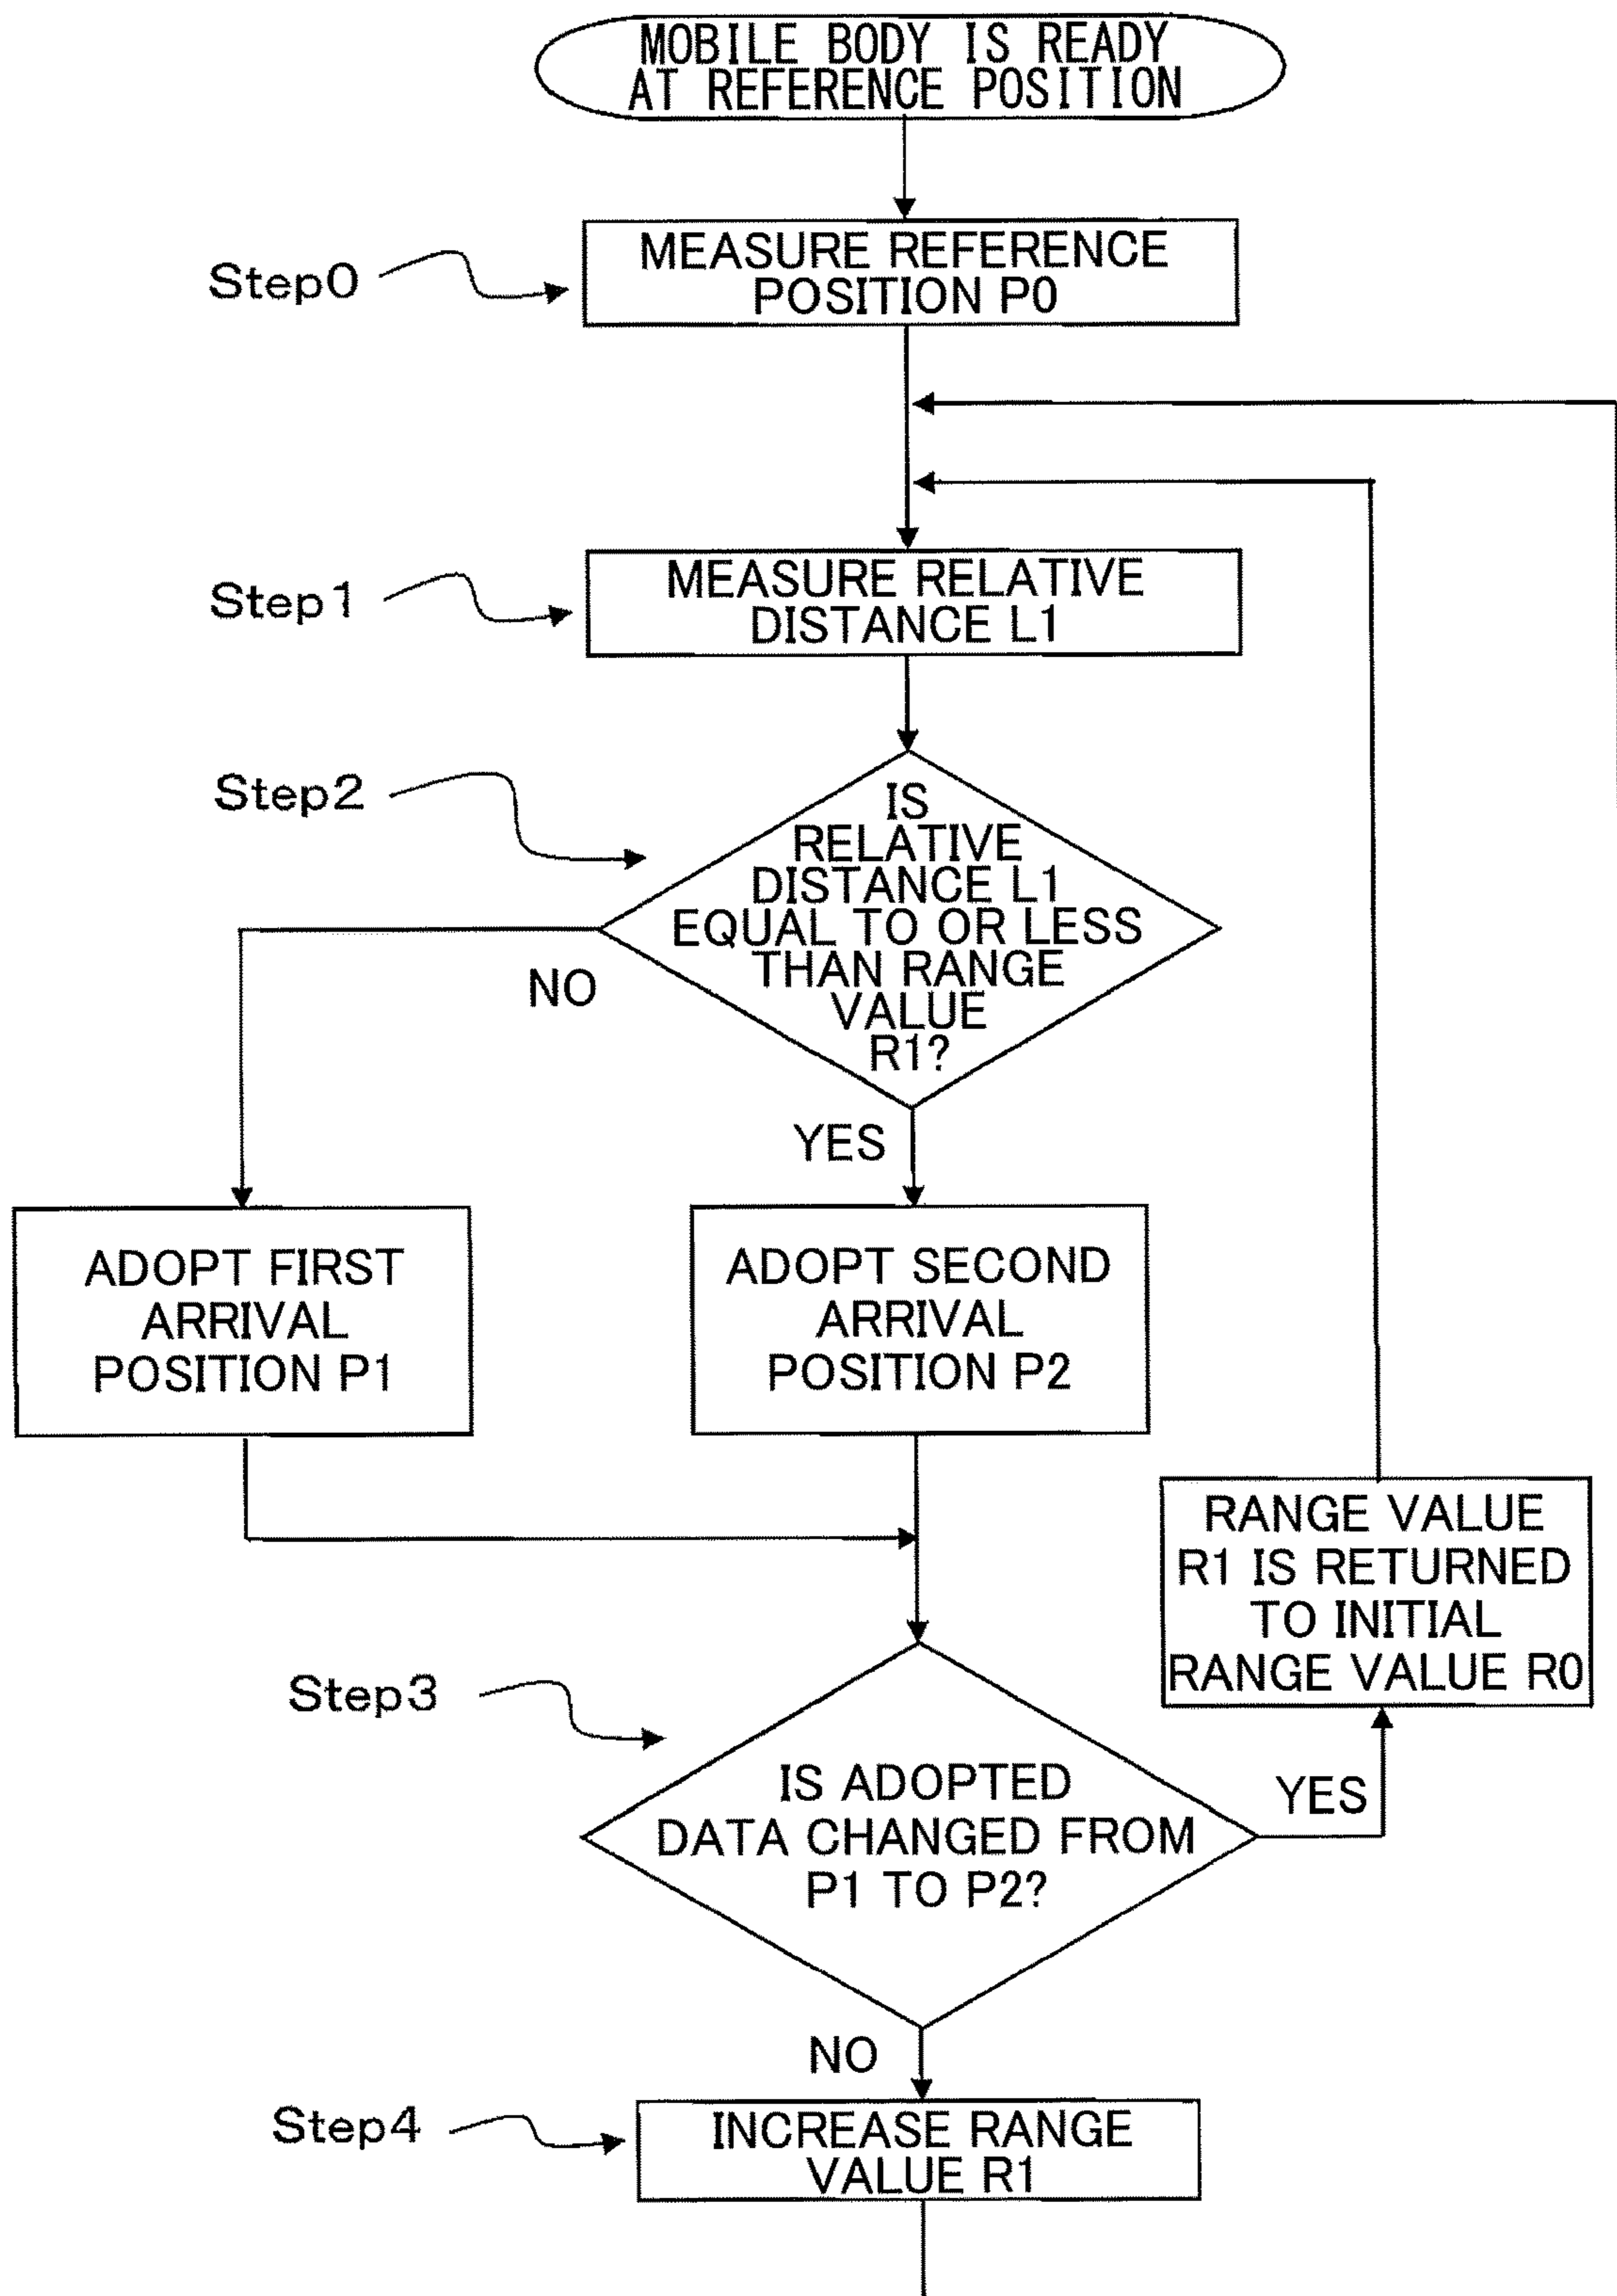 MOBILE BODY IS READY
AT REFERENCE POSITION
Step0
MEASURE REFERENCE
POSITION P0
Step1
MEASURE RELATIVE
DISTANCE L1
Step2
IS
RELATIVE
DISTANCE L1
EQUAL TO OR LESS
THAN RANGE
VALUE
R1?
NO
YES
ADOPT FIRST
ARRIVAL
POSITION P1
ADOPT SECOND
ARRIVAL
POSITION P2
RANGE VALUE
R1 IS RETURNED
TO INITIAL
RANGE VALUE R0
Step3
IS ADOPTED
DATA CHANGED FROM
P1 TO P2?
YES
NO
Step4
INCREASE RANGE
VALUE R1